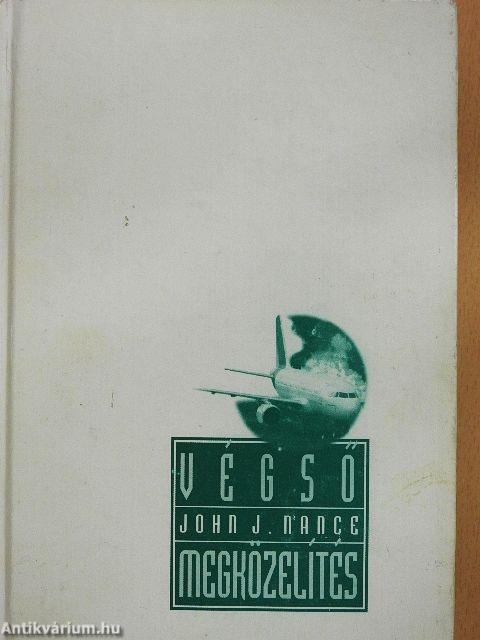 VÉGSŐ
JOHN J. NANCE
MEGKÖZELÍTÉS
Antikvárium.hu